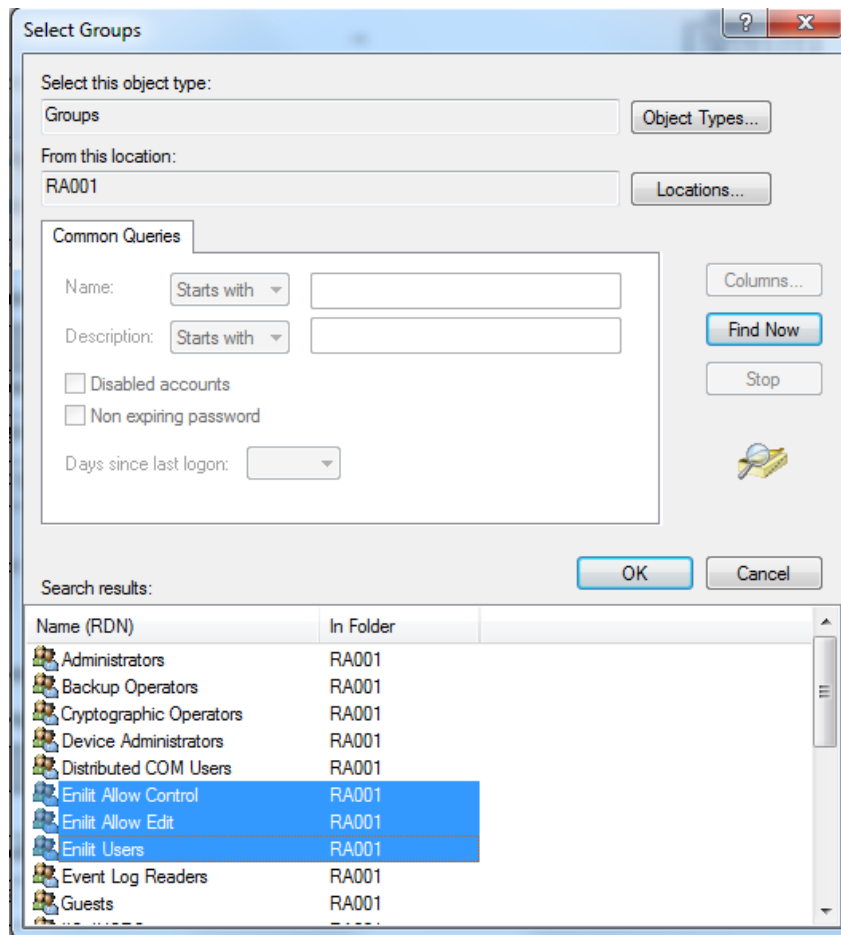 Select Groups
Select this object type:
Groups
Object Types...
From this location:
RA001
Locations...
Common Queries
Name:
Starts with
Columns...
Description:
Starts with
Find Now
Disabled accounts
Stop
Non expiring password
Days since last logon:
OK
Cancel
Search results:
Name (RDN) In Folder
Administrators RA001
Backup Operators RA001
Cryptographic Operators RA001
Device Administrators RA001
Distributed COM Users RA001
Enilit Allow Control RA001
Enilit Allow Edit RA001
Enilit Users RA001
Event Log Readers RA001
Guests RA001